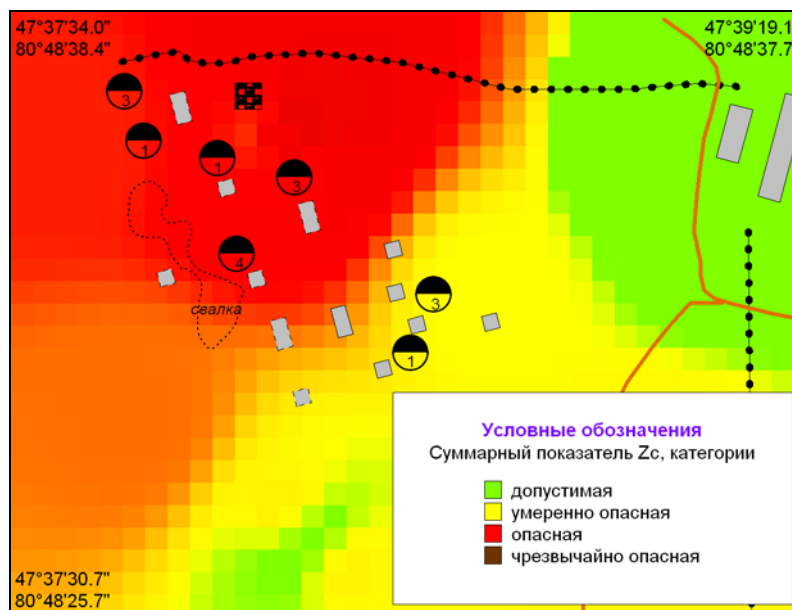 47°37'34.0"
80°48'38.4"
47°39'19.1
80°48'37.7
3
1
1
3
4
свалка
3
1
Условные обозначения
Суммарный показатель Zc, категории
допустимая
умеренно опасная
опасная
чрезвычайно опасная
47°37'30.7"
80°48'25.7"